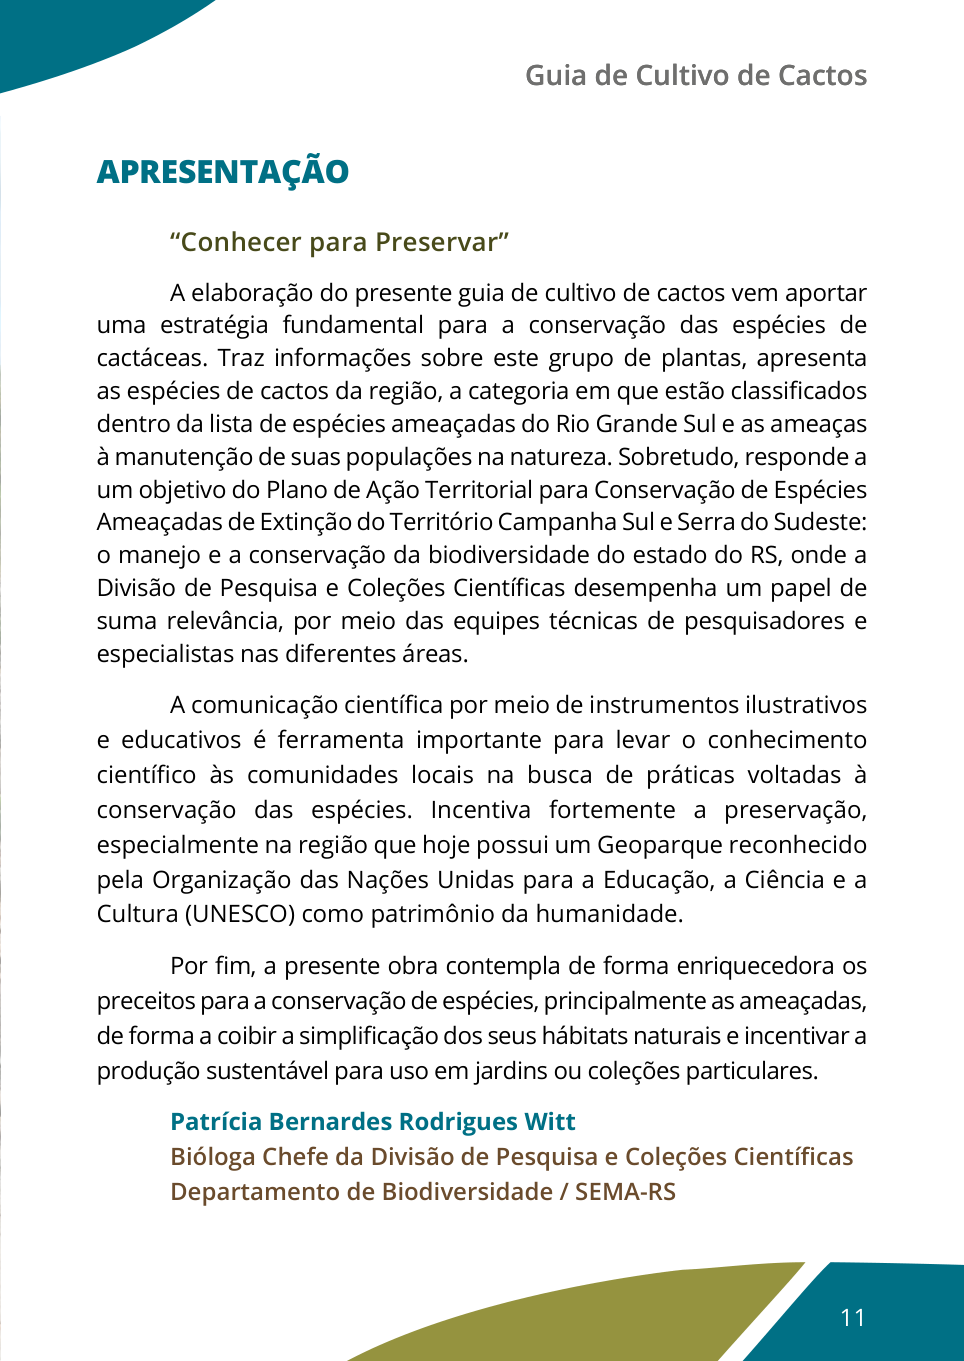 Guia de Cultivo de Cactos
APRESENTAÇÃO
“Conhecer para Preservar”
A elaboração do presente guia de cultivo de cactos vem aportar
uma estratégia fundamental para a conservação das espécies de
cactáceas. Traz informações sobre este grupo de plantas, apresenta
as espécies de cactos da região, a categoria em que estão classificados
dentro da lista de espécies ameaçadas do Rio Grande Sul e as ameaças
à manutenção de suas populações na natureza. Sobretudo, responde a
um objetivo do Plano de Ação Territorial para Conservação de Espécies
Ameaçadas de Extinção do Território Campanha Sul e Serra do Sudeste:
o manejo e a conservação da biodiversidade do estado do RS, onde a
Divisão de Pesquisa e Coleções Científicas desempenha um papel de
suma relevância, por meio das equipes técnicas de pesquisadores e
especialistas nas diferentes áreas.
A comunicação científica por meio de instrumentos ilustrativos
e educativos é ferramenta importante para levar o conhecimento
científico às comunidades locais na busca de práticas voltadas à
conservação das espécies. Incentiva fortemente a preservação,
especialmente na região que hoje possui um Geoparque reconhecido
pela Organização das Nações Unidas para a Educação, a Ciência e a
Cultura (UNESCO) como patrimônio da humanidade.
Por fim, a presente obra contempla de forma enriquecedora os
preceitos para a conservação de espécies, principalmente as ameaçadas,
de forma a coibir a simplificação dos seus hábitats naturais e incentivar a
produção sustentável para uso em jardins ou coleções particulares.
Patrícia Bernardes Rodrigues Witt
Bióloga Chefe da Divisão de Pesquisa e Coleções Científicas
Departamento de Biodiversidade / SEMA-RS
11